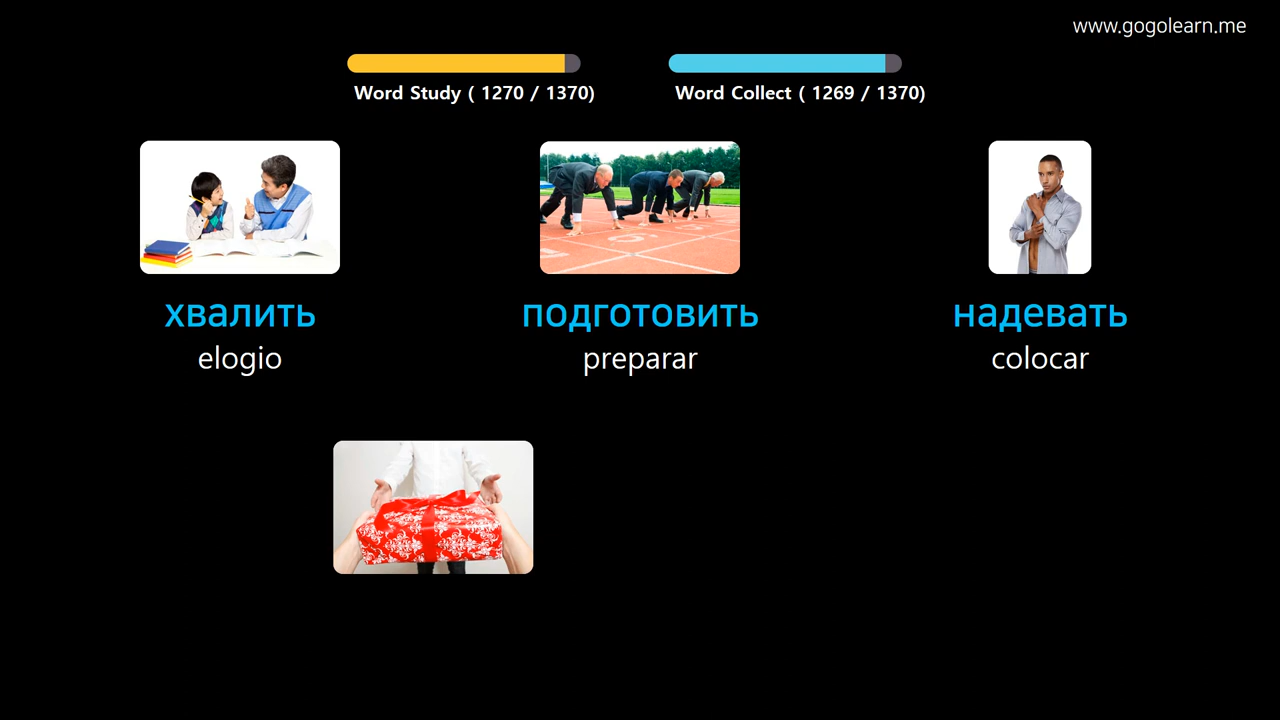 www.gogolearn.me
Word Study ( 1270 / 1370)
Word Collect ( 1269 / 1370)
хвалить
elogio
подготовить
preparar
надевать
colocar